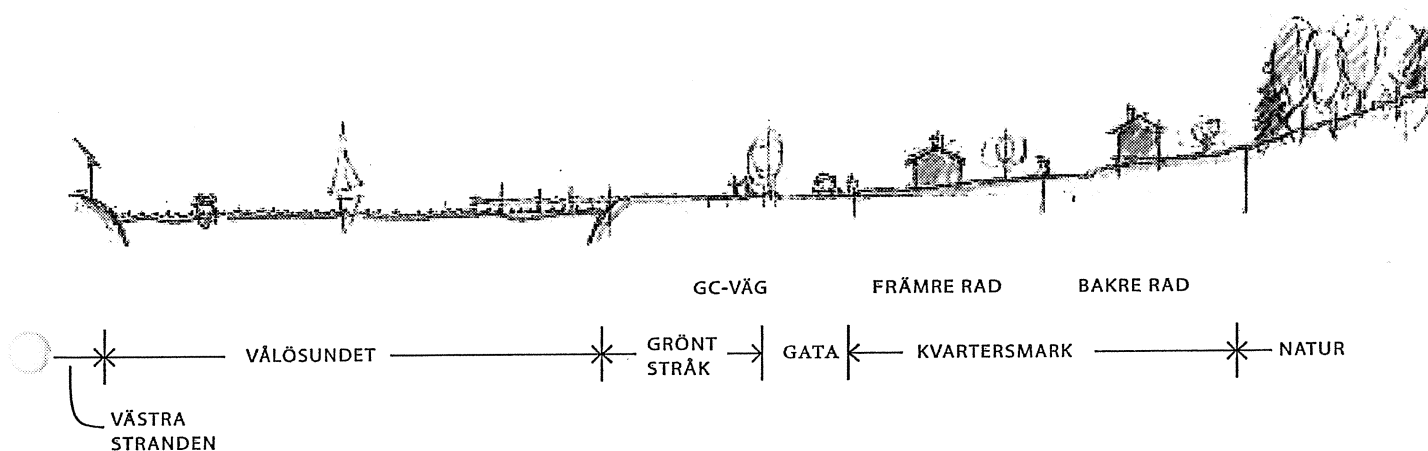 GC-VÄG FRÄMRE RAD BAKRE RAD
VÅLÖSUNDET GRÖNT STRÅK GATA KVARTERSMARK NATUR
VÄSTRA
STRANDEN